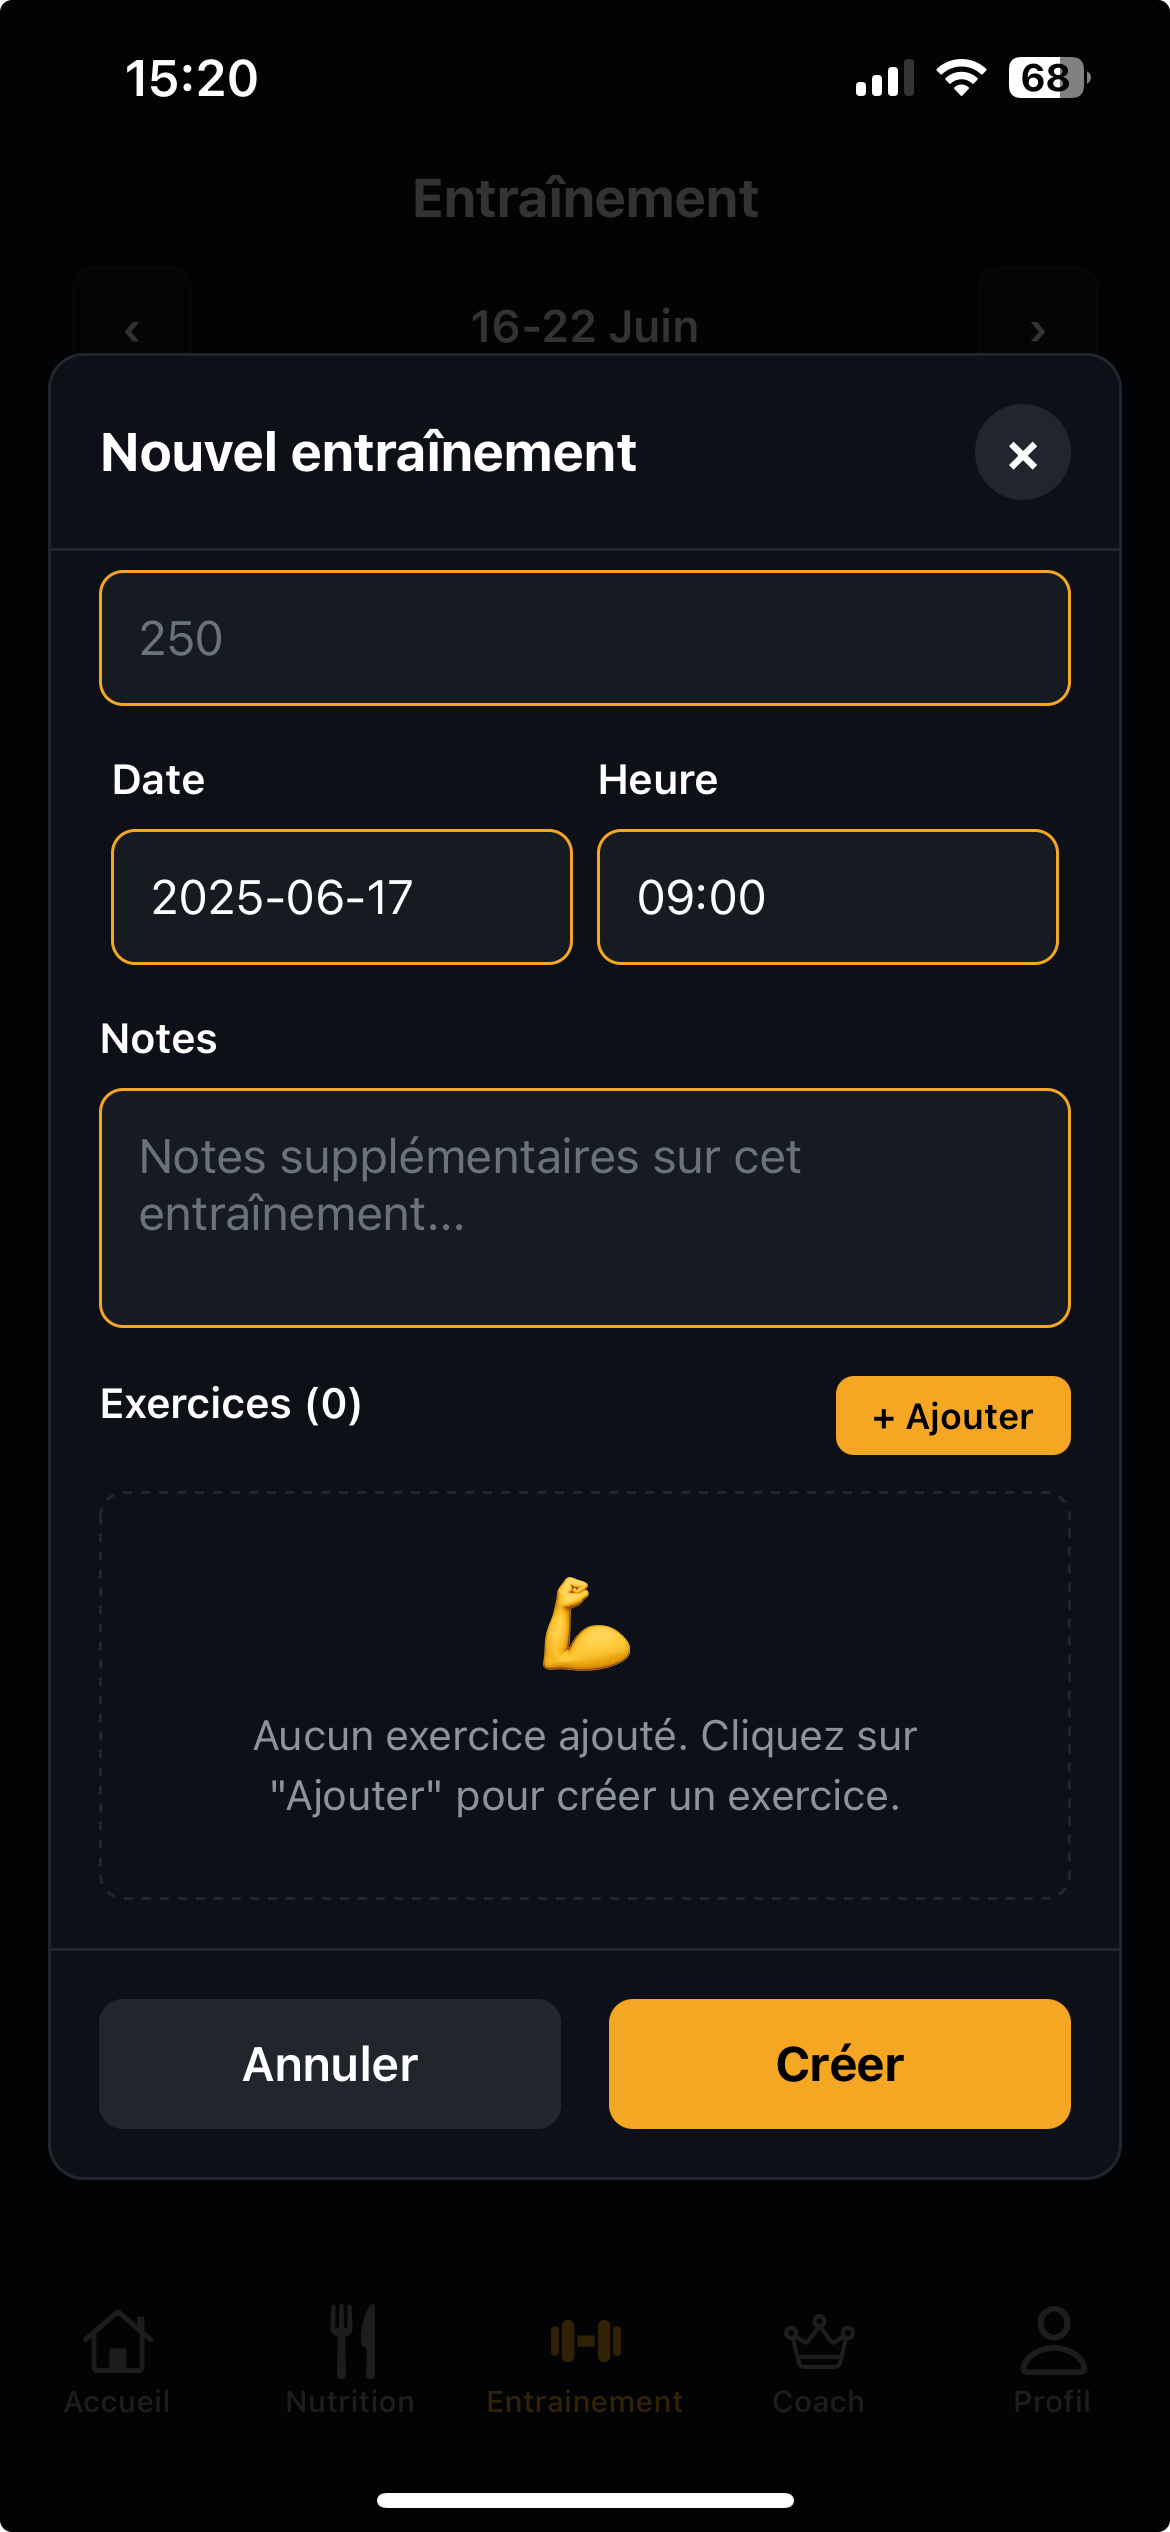 15:20
68
Entraînement
‹ 16-22 Juin ›
Nouvel entraînement
×
250
Date Heure
2025-06-17 09:00
Notes
Notes supplémentaires sur cet
entraînement...
Exercices (0)
+ Ajouter
Aucun exercice ajouté. Cliquez sur
"Ajouter" pour créer un exercice.
Annuler Créer
Accueil Nutrition Entrainement Coach Profil